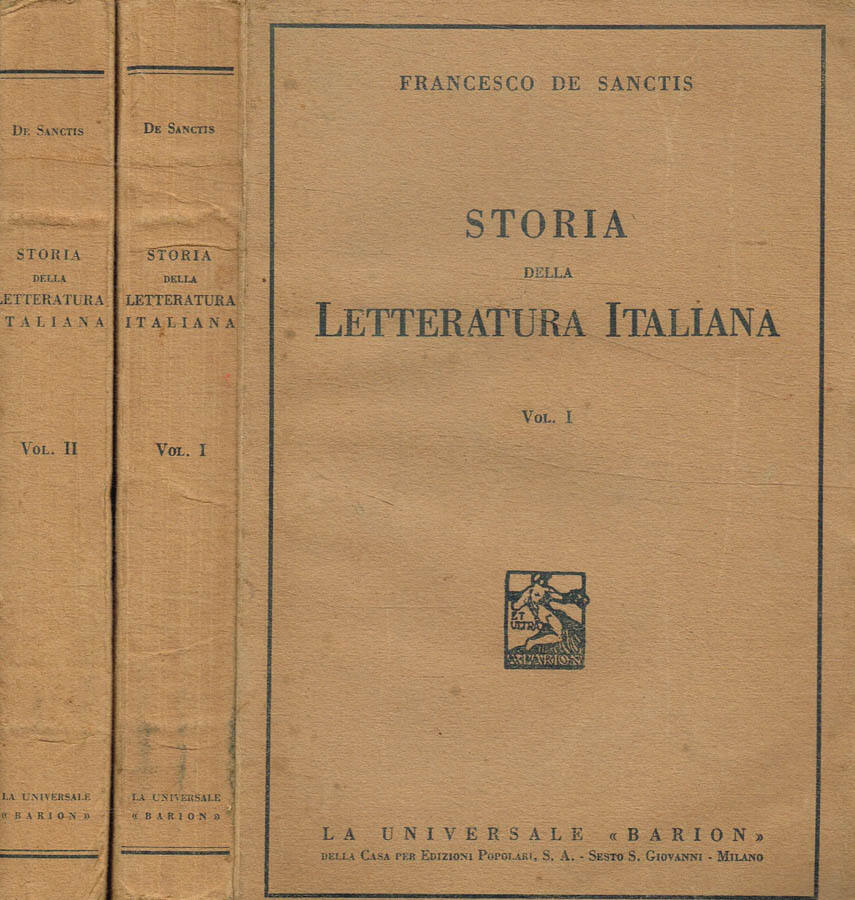 De Sanctis
STORIA
DELLA
LETTERATURA
ITALIANA
Vol. II
LA UNIVERSALE
«BARION»
De Sanctis
STORIA
DELLA
LETTERATURA
ITALIANA
Vol. I
LA UNIVERSALE
«BARION»
FRANCESCO DE SANCTIS
STORIA
DELLA
LETTERATURA ITALIANA
Vol. I
ET
ULTRA
BARION
LA UNIVERSALE «BARION»
DELLA CASA PER EDIZIONI POPOLARI, S. A. - SESTO S. GIOVANNI - MILANO